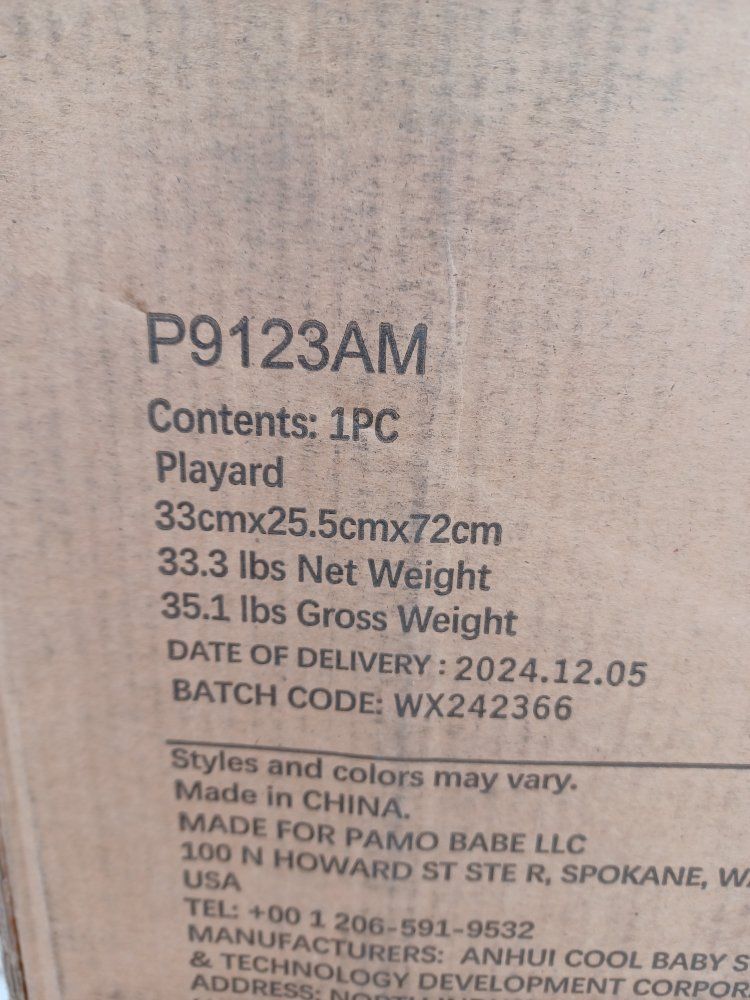 P9123AM
Contents: 1PC
Playard
33cmx25.5cmx72cm
33.3 lbs Net Weight
35.1 lbs Gross Weight
DATE OF DELIVERY : 2024.12.05
BATCH CODE: WX242366
Styles and colors may vary.
Made in CHINA.
MADE FOR PAMO BABE LLC
100 N HOWARD ST STE R, SPOKANE,
USA
TEL: +00 1 206-591-9532
MANUFACTURERS: ANHUI COOL BABY
& TECHNOLOGY DEVELOPMENT
ADDRESS: